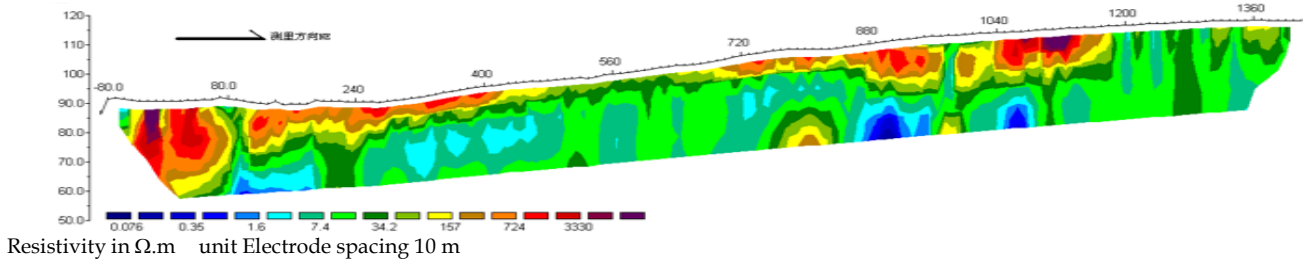 120
110
100
90.0
80.0
70.0
60.0
50.0
测里方向
-80.0 80.0 240 400 560 720 880 1040 1200 1360
0.076 0.35 1.6 7.4 34.2 157 724 3330
Resistivity in Ω.m unit Electrode spacing 10 m